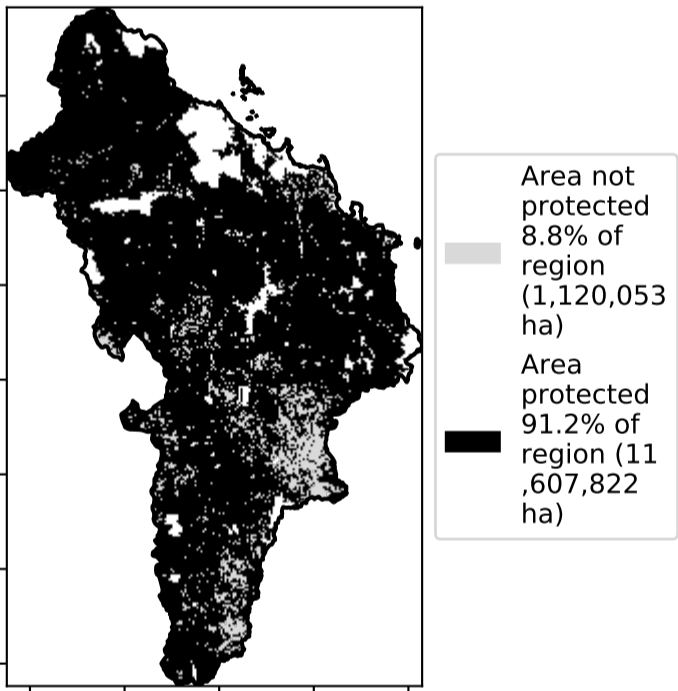 Area not
protected
8.8% of
region
(1,120,053
ha)
Area
protected
91.2% of
region (11
,607,822
ha)